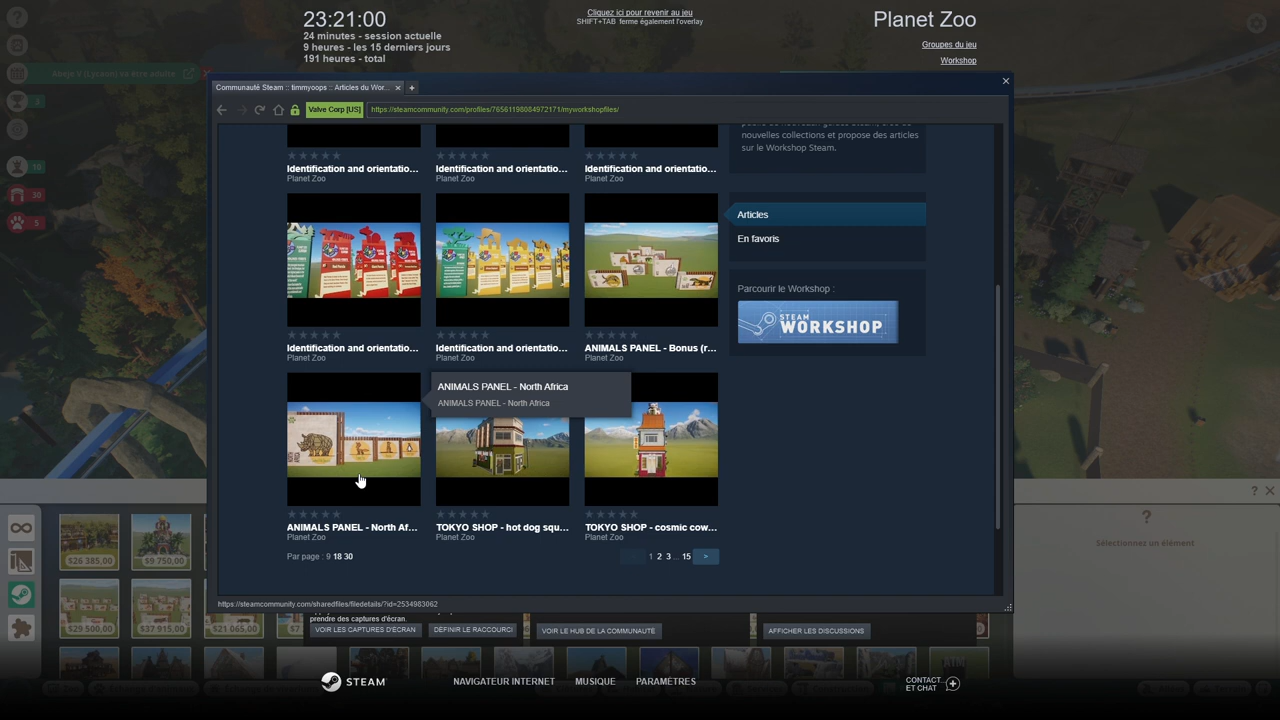 23:21:00
24 minutes - session actuelle
9 heures - les 15 derniers jours
191 heures - total
Cliquez ici pour revenir au jeu
SHIFT+TAB ferme également l'overlay
Planet Zoo
Groupes du jeu
Workshop
Communauté Steam :: timmyoops :: Articles du Wor...
Valve Corp [US]
https://steamcommunity.com/profiles/76561198084972171/myworkshopfiles/
nouvelles collections et propose des articles
sur le Workshop Steam.
Identification and orientatio...
Planet Zoo
Identification and orientatio...
Planet Zoo
Identification and orientatio...
Planet Zoo
Articles
En favoris
Parcourir le Workshop :
STEAM
WORKSHOP
Identification and orientatio...
Planet Zoo
Identification and orientatio...
Planet Zoo
ANIMALS PANEL - Bonus (r...
Planet Zoo
ANIMALS PANEL - North Africa
ANIMALS PANEL - North Africa
ANIMALS PANEL - North Af...
Planet Zoo
TOKYO SHOP - hot dog squ...
Planet Zoo
TOKYO SHOP - cosmic cow...
Planet Zoo
Par page : 9 18 30
1 2 3 ... 15 >
https://steamcommunity.com/sharedfiles/filedetails/?id=2534983062
prendre des captures d'écran.
VOIR LES CAPTURES D'ÉCRAN
DÉFINIR LE RACCOURCI
VOIR LE HUB DE LA COMMUNAUTÉ
AFFICHER LES DISCUSSIONS
$26 385,00
$9 750,00
$29 500,00
$37 915,00
$21 065,00
?
Sélectionnez un élément
STEAM
NAVIGATEUR INTERNET
MUSIQUE
PARAMÈTRES
CONTACT
ET CHAT